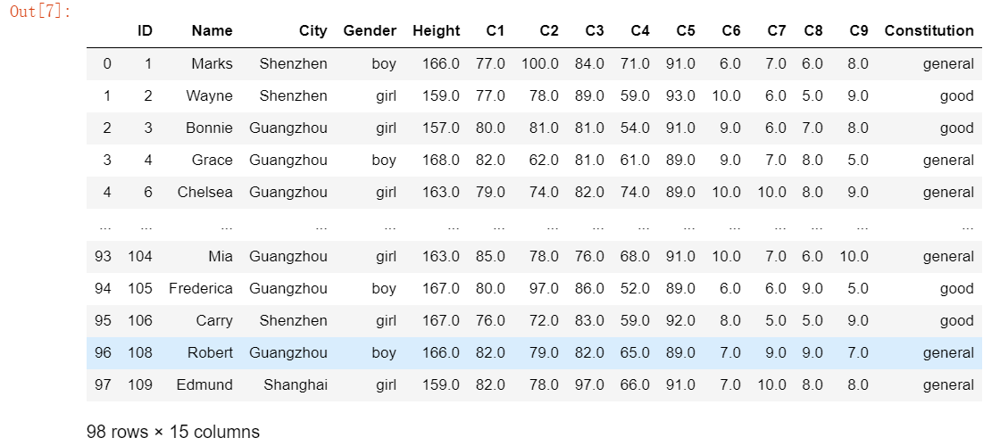 Out[7]:
ID Name City Gender Height C1 C2 C3 C4 C5 C6 C7 C8 C9 Constitution
0 1 Marks Shenzhen boy 166.0 77.0 100.0 84.0 71.0 91.0 6.0 7.0 6.0 8.0 general
1 2 Wayne Shenzhen girl 159.0 77.0 78.0 89.0 59.0 93.0 10.0 6.0 5.0 9.0 good
2 3 Bonnie Guangzhou girl 157.0 80.0 81.0 81.0 54.0 91.0 9.0 6.0 7.0 8.0 good
3 4 Grace Guangzhou boy 168.0 82.0 62.0 81.0 61.0 89.0 9.0 7.0 8.0 5.0 general
4 6 Chelsea Guangzhou girl 163.0 79.0 74.0 82.0 74.0 89.0 10.0 10.0 8.0 9.0 general
... ... ... ... ... ... ... ... ... ... ... ... ... ... ... ...
93 104 Mia Guangzhou girl 163.0 85.0 78.0 76.0 68.0 91.0 10.0 7.0 6.0 10.0 general
94 105 Frederica Guangzhou boy 167.0 80.0 97.0 86.0 52.0 89.0 6.0 6.0 9.0 5.0 good
95 106 Carry Shenzhen girl 167.0 76.0 72.0 83.0 59.0 92.0 8.0 5.0 5.0 9.0 good
96 108 Robert Guangzhou boy 166.0 82.0 79.0 82.0 65.0 89.0 7.0 9.0 9.0 7.0 general
97 109 Edmund Shanghai girl 159.0 82.0 78.0 97.0 66.0 91.0 7.0 10.0 8.0 8.0 general
98 rows × 15 columns